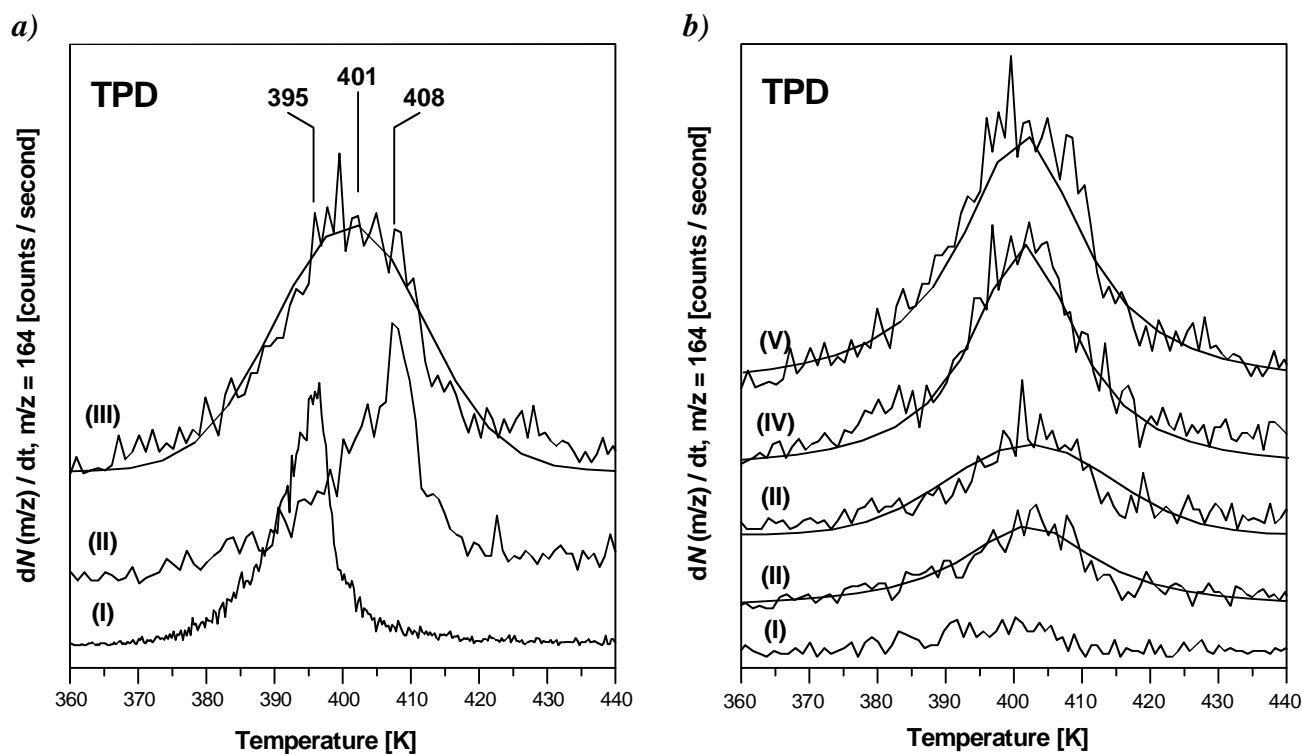 a)
TPD
395
401
408
dN (m/z) / dt, m/z = 164 [counts / second]
(III)
(II)
(I)
360 370 380 390 400 410 420 430 440
Temperature [K]
b)
TPD
dN (m/z) / dt, m/z = 164 [counts / second]
(V)
(IV)
(II)
(II)
(I)
360 370 380 390 400 410 420 430 440
Temperature [K]